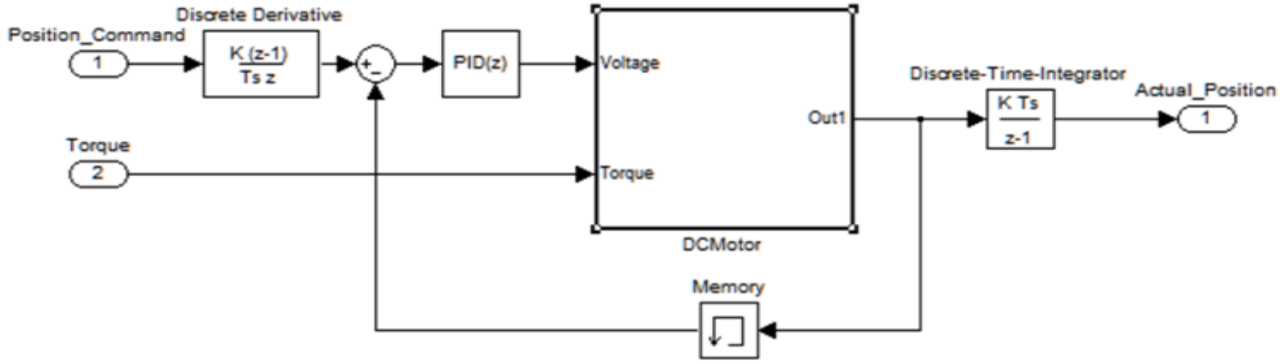 Discrete Derivative
Position_Command
1
K (z-1)
Ts z
+
−
PID(z)
Voltage
Discrete-Time-Integrator
Actual_Position
K Ts
z-1
1
Out1
Torque
2
Torque
DCMotor
Memory